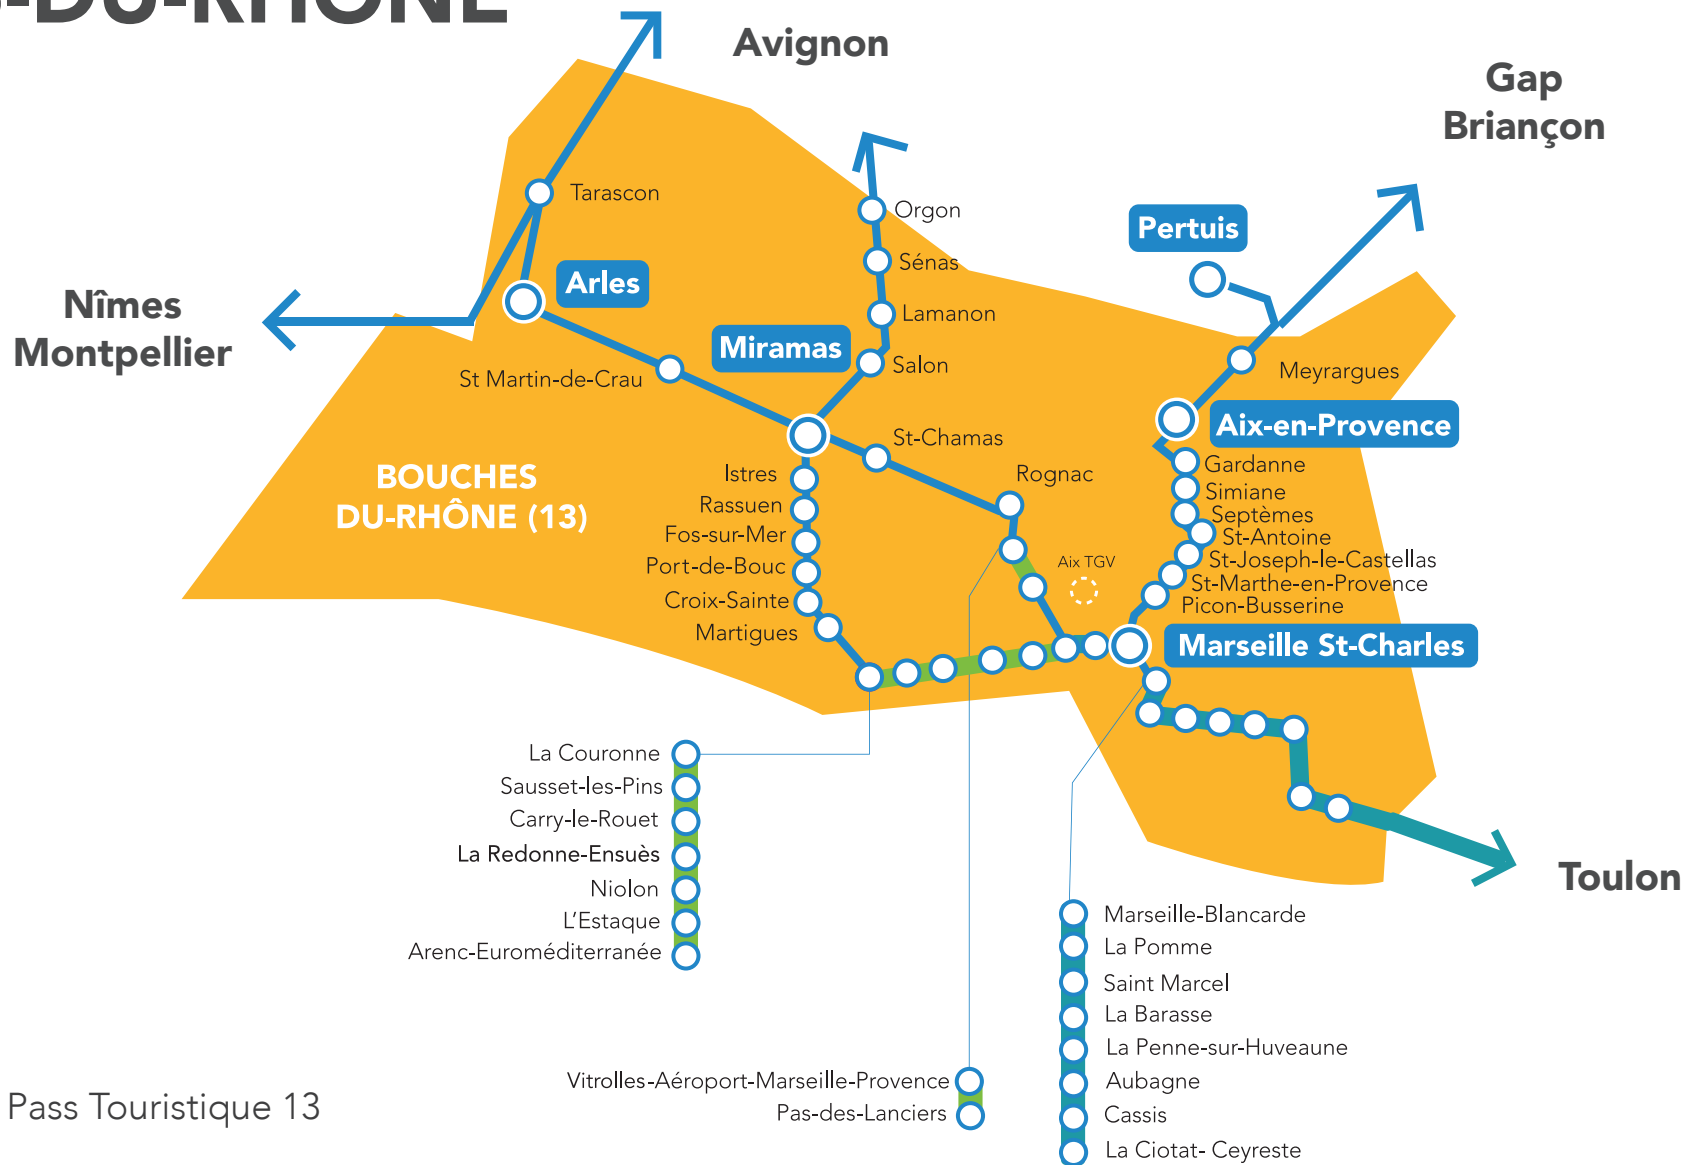 -DU-RHÔNE
Avignon
Gap
Briançon
Tarascon
Orgon
Pertuis
Sénas
Arles
Nîmes
Montpellier
Lamanon
Miramas
Salon
St Martin-de-Crau
Meyrargues
Aix-en-Provence
St-Chamas
BOUCHES
DU-RHÔNE (13)
Istres
Rognac
Gardanne
Rassuen
Simiane
Septèmes
Fos-sur-Mer
St-Antoine
Port-de-Bouc
Aix TGV
St-Joseph-le-Castellas
St-Marthe-en-Provence
Croix-Sainte
Picon-Busserine
Martigues
Marseille St-Charles
La Couronne
Sausset-les-Pins
Carry-le-Rouet
La Redonne-Ensuès
Niolon
L'Estaque
Arenc-Euroméditerranée
Toulon
Marseille-Blancarde
La Pomme
Saint Marcel
La Barasse
La Penne-sur-Huveaune
Aubagne
Cassis
La Ciotat- Ceyreste
Vitrolles-Aéroport-Marseille-Provence
Pas-des-Lanciers
Pass Touristique 13